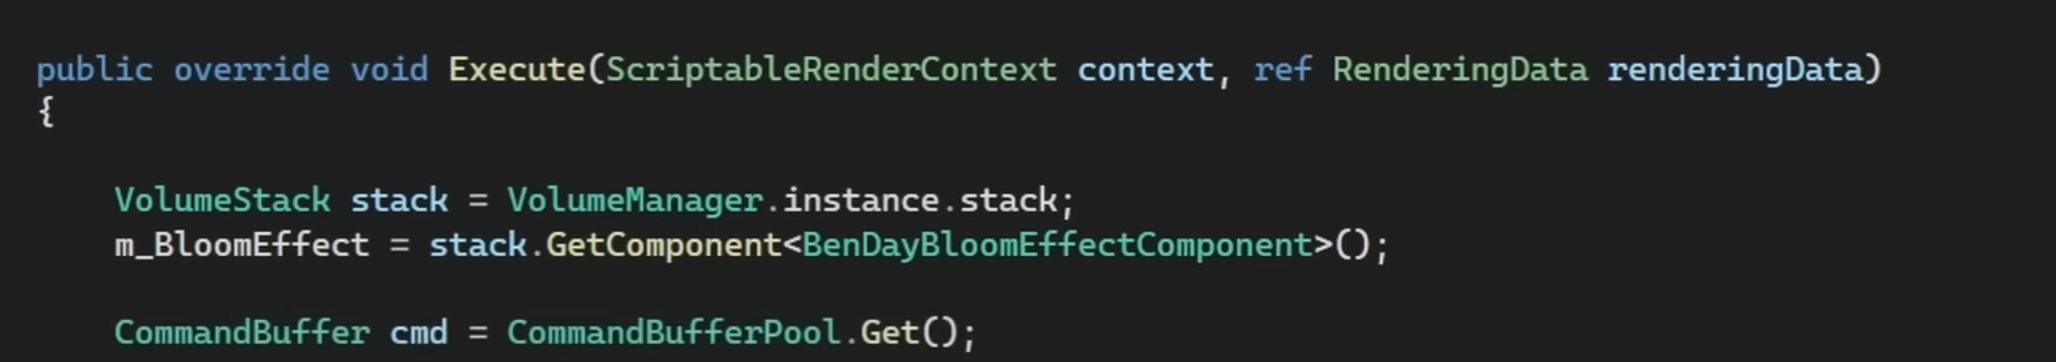 public override void Execute(ScriptableRenderContext context, ref RenderingData renderingData)
{
VolumeStack stack = VolumeManager.instance.stack;
m_BloomEffect = stack.GetComponent<BenDayBloomEffectComponent>();
CommandBuffer cmd = CommandBufferPool.Get();